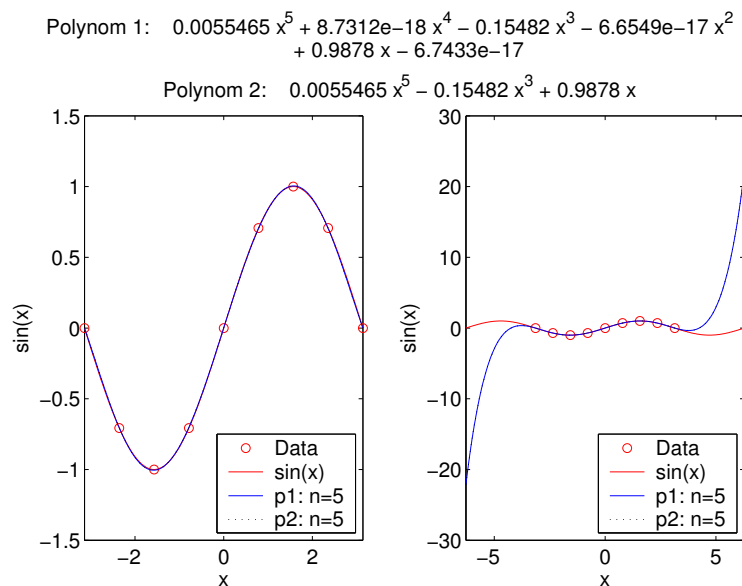 Polynom 1: 0.0055465 x^5 + 8.7312e−18 x^4 − 0.15482 x^3 − 6.6549e−17 x^2
+ 0.9878 x − 6.7433e−17
Polynom 2: 0.0055465 x^5 − 0.15482 x^3 + 0.9878 x
1.5
1
0.5
0
−0.5
−1
−1.5
sin(x)
−2
0
2
x
Data
sin(x)
p1: n=5
p2: n=5
30
20
10
0
−10
−20
−30
sin(x)
−5
0
5
x
Data
sin(x)
p1: n=5
p2: n=5